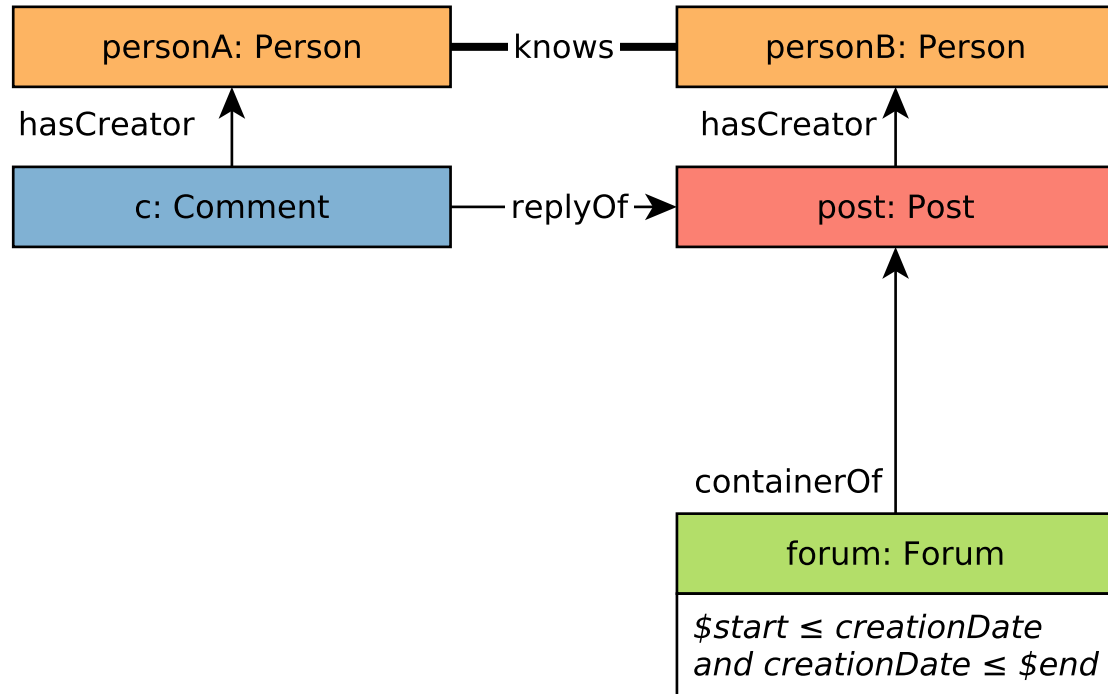 personA: Person
knows
personB: Person
hasCreator
hasCreator
c: Comment
replyOf
post: Post
containerOf
forum: Forum
$start ≤ creationDate
and creationDate ≤ $end